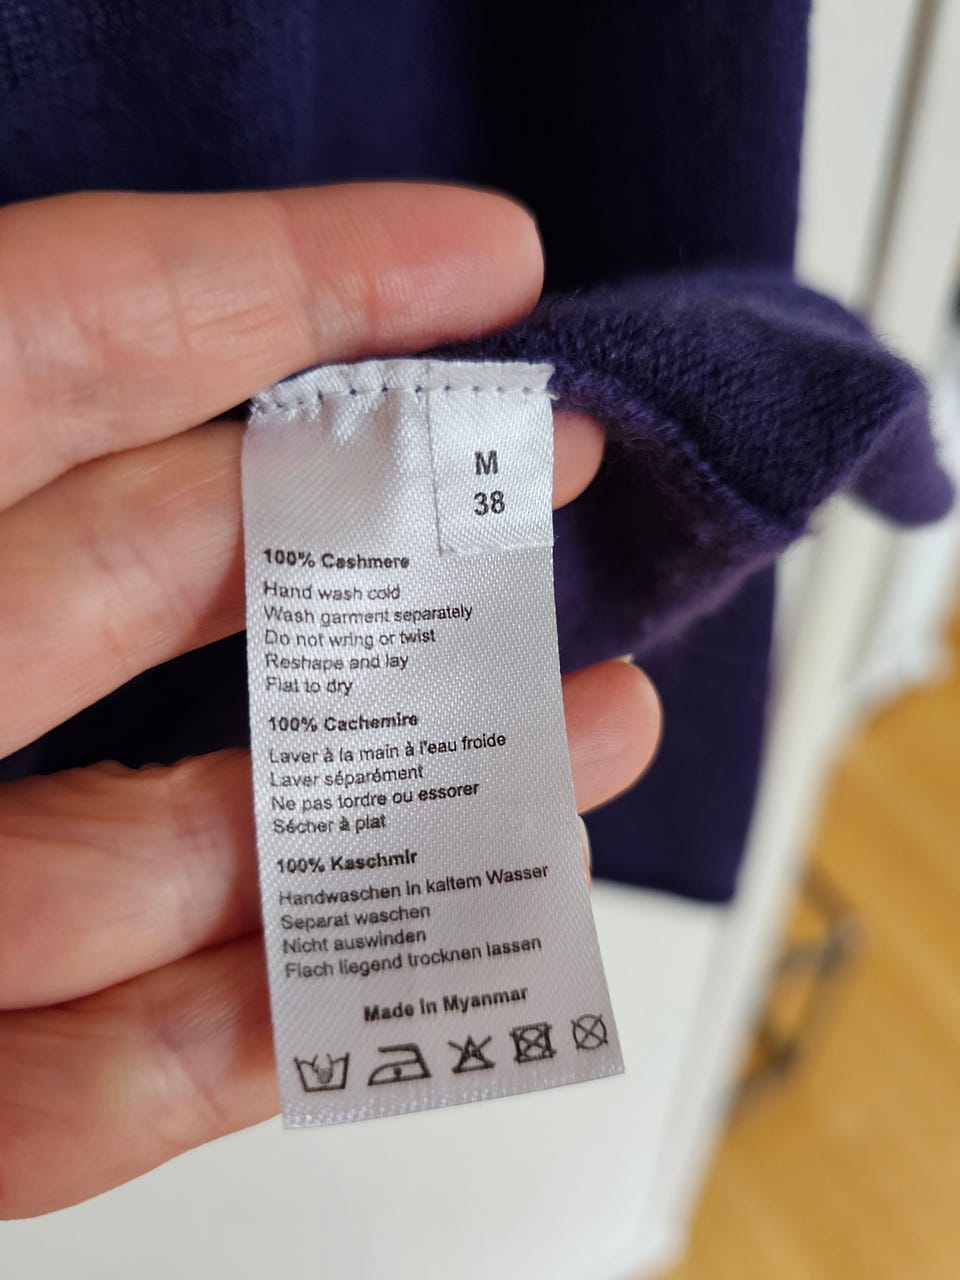 M
38
100% Cashmere
Hand wash cold
Wash garment separately
Do not wring or twist
Reshape and lay
Flat to dry
100% Cachemire
Laver à la main à l'eau froide
Laver séparément
Ne pas tordre ou essorer
Sécher à plat
100% Kaschmir
Handwaschen in kaltem Wasser
Separat waschen
Nicht auswinden
Flach liegend trocknen lassen
Made in Myanmar